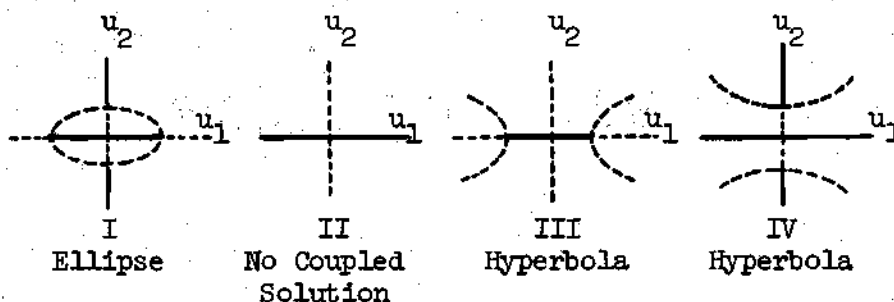 u2 u2 u2 u2
u1 u1 u1 u1
I II III IV
Ellipse No Coupled Hyperbola Hyperbola
Solution